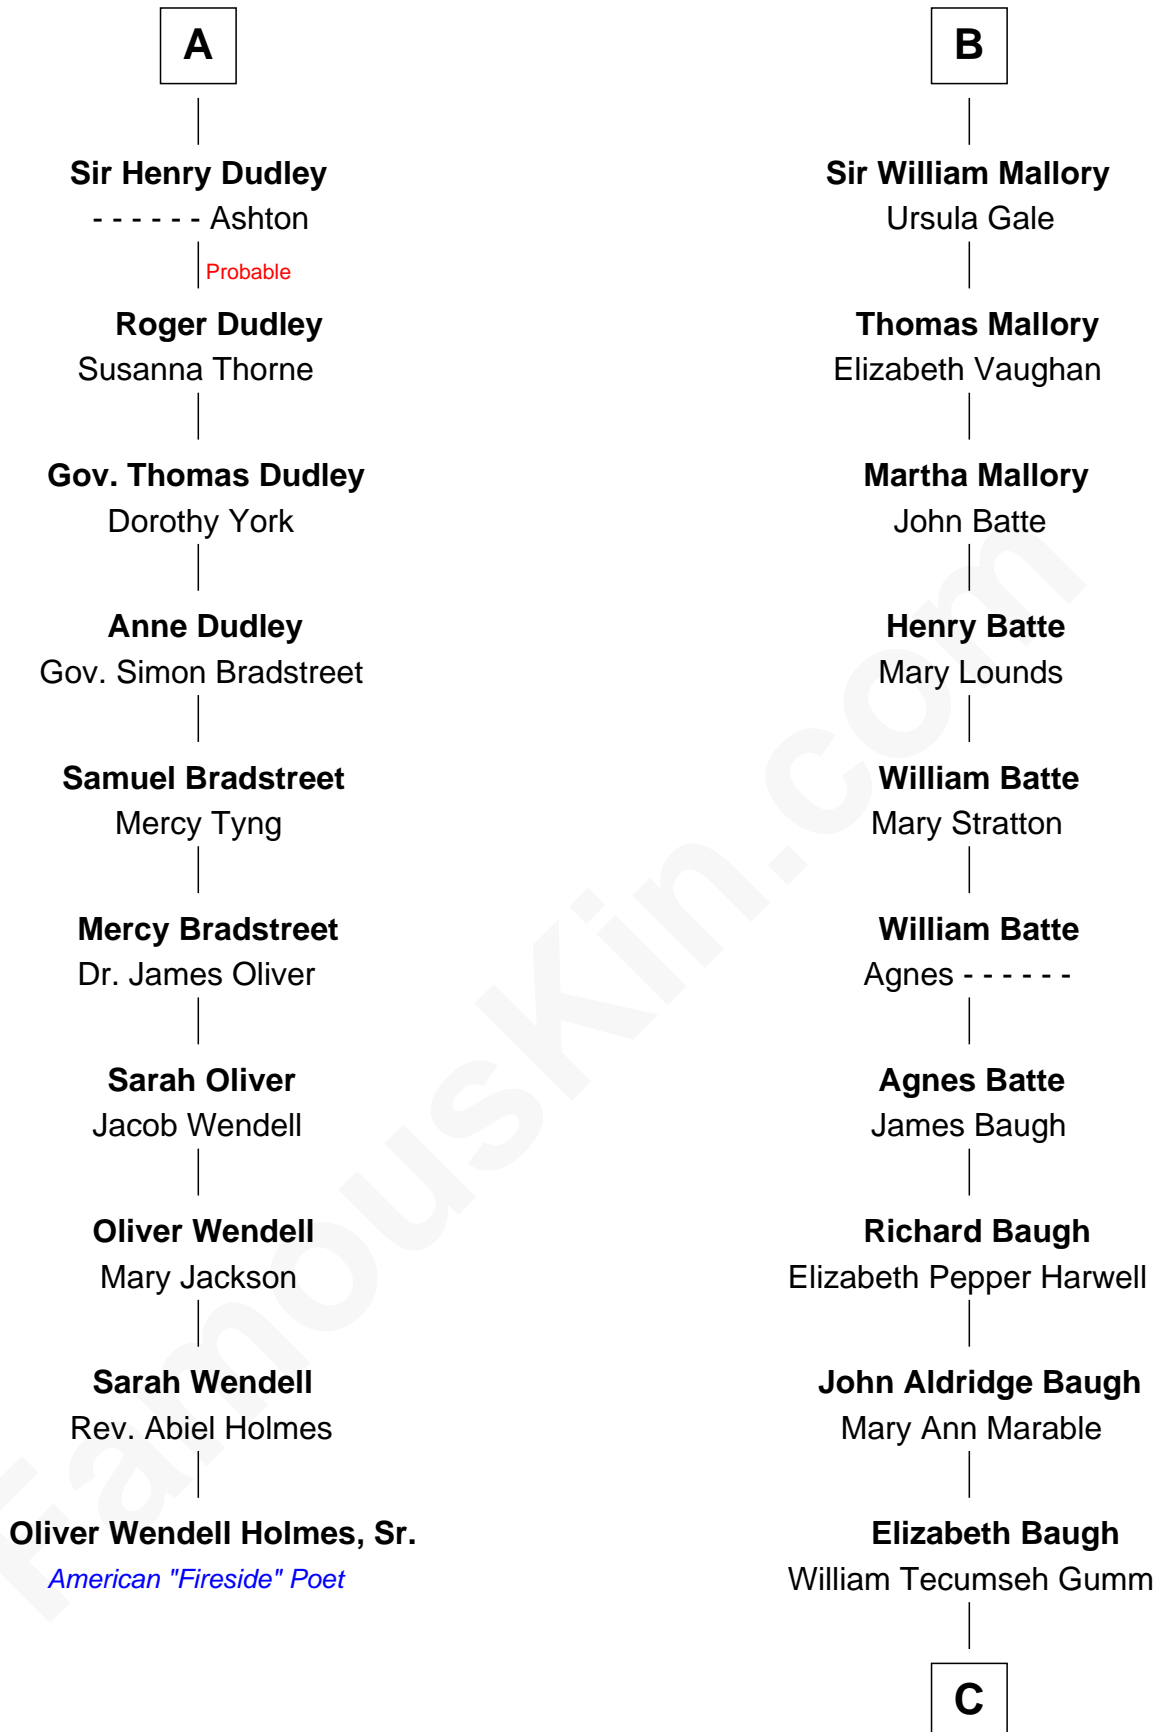 A
Sir Henry Dudley
- - - - - - Ashton
Probable
Roger Dudley
Susanna Thorne
Gov. Thomas Dudley
Dorothy York
Anne Dudley
Gov. Simon Bradstreet
Samuel Bradstreet
Mercy Tyng
Mercy Bradstreet
Dr. James Oliver
Sarah Oliver
Jacob Wendell
Oliver Wendell
Mary Jackson
Sarah Wendell
Rev. Abiel Holmes
Oliver Wendell Holmes, Sr.
American "Fireside" Poet
B
Sir William Mallory
Ursula Gale
Thomas Mallory
Elizabeth Vaughan
Martha Mallory
John Batte
Henry Batte
Mary Lounds
William Batte
Mary Stratton
William Batte
Agnes - - - - - -
Agnes Batte
James Baugh
Richard Baugh
Elizabeth Pepper Harwell
John Aldridge Baugh
Mary Ann Marable
Elizabeth Baugh
William Tecumseh Gumm
C
FamousKin.com